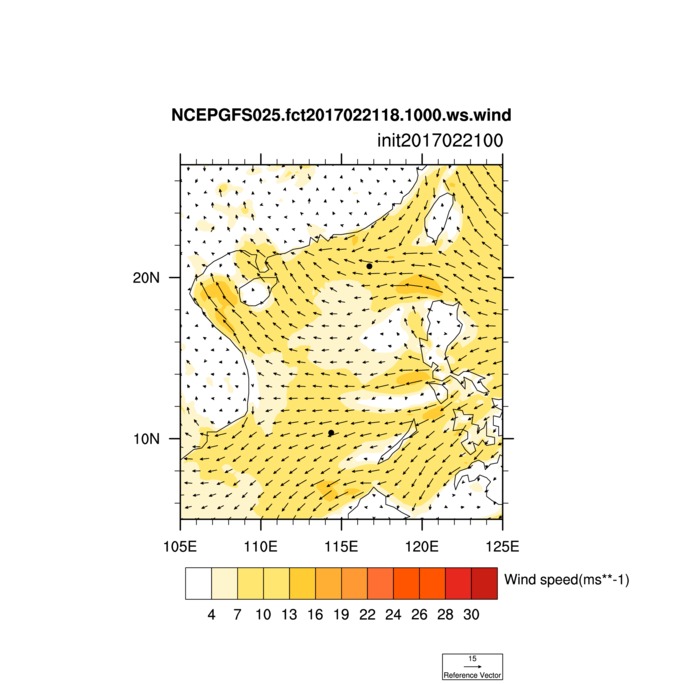 NCEPGFS025.fct2017022118.1000.ws.wind
init2017022100
20N
10N
105E 110E 115E 120E 125E
Wind speed(ms**-1)
4 7 10 13 16 19 22 24 26 28 30
15
Reference Vector